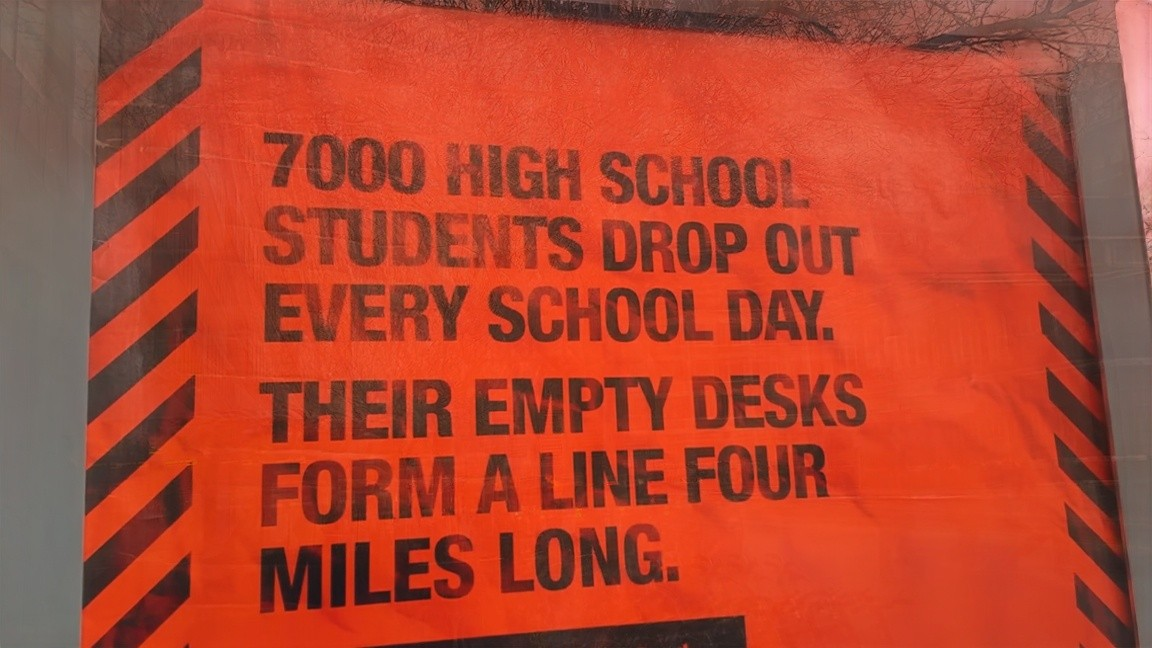 7000 HIGH SCHOOL
STUDENTS DROP OUT
EVERY SCHOOL DAY.
THEIR EMPTY DESKS
FORM A LINE FOUR
MILES LONG.